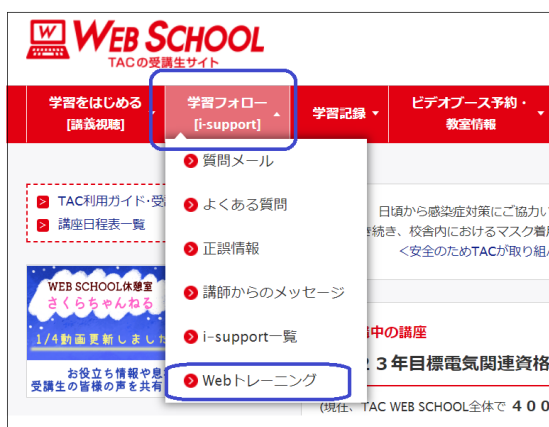 W WEB SCHOOL
TACの受講生サイト
学習をはじめる
[講義視聴]
学習フォロー
[i-support]
学習記録
ビデオブース予約・
教室情報
質問メール
よくある質問
正誤情報
講師からのメッセージ
i-support一覧
Webトレーニング
TAC利用ガイド・受
講座日程表一覧
日頃から感染症対策にご協力い
続き、校舎内におけるマスク着用
<安全のためTACが取り組ん
WEB SCHOOL休憩室
さくらちゃんねる
1/4動画更新しました
お役立ち情報や息
受講生の皆様の声を共有
中の講座
３年目標電気関連資格
(現在、TAC WEB SCHOOL全体で ４００